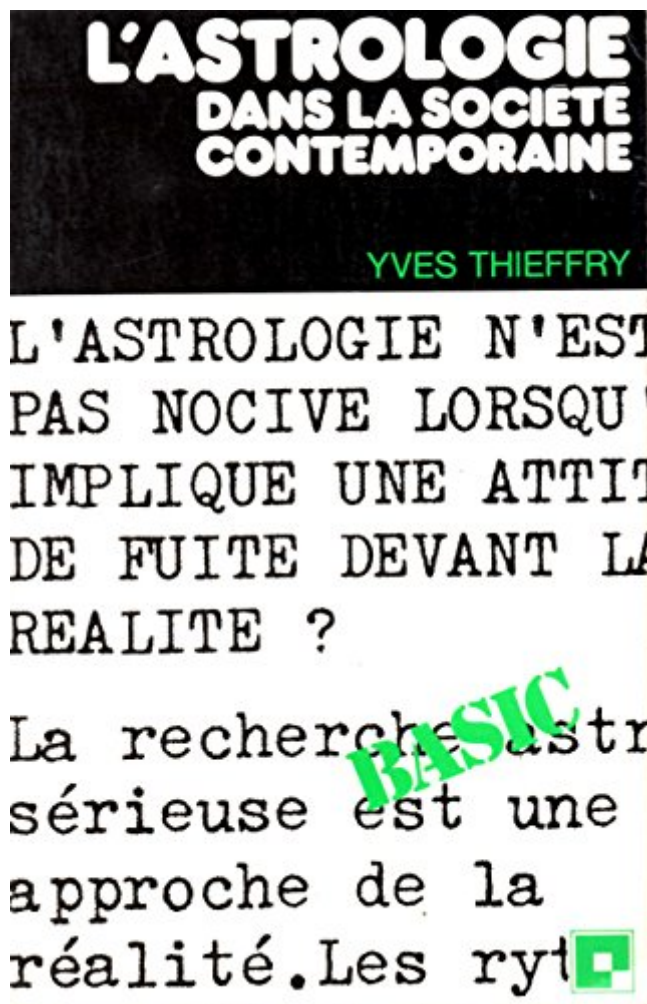 L'ASTROLOGIE
DANS LA SOCIETE
CONTEMPORAINE
YVES THIEFFRY
L'ASTROLOGIE N'EST
PAS NOCIVE LORSQU'
IMPLIQUE UNE ATTIT
DE FUITE DEVANT LA
REALITE ?
BASIC
La recherche astr
sérieuse est une
approche de la
réalité.Les ryt